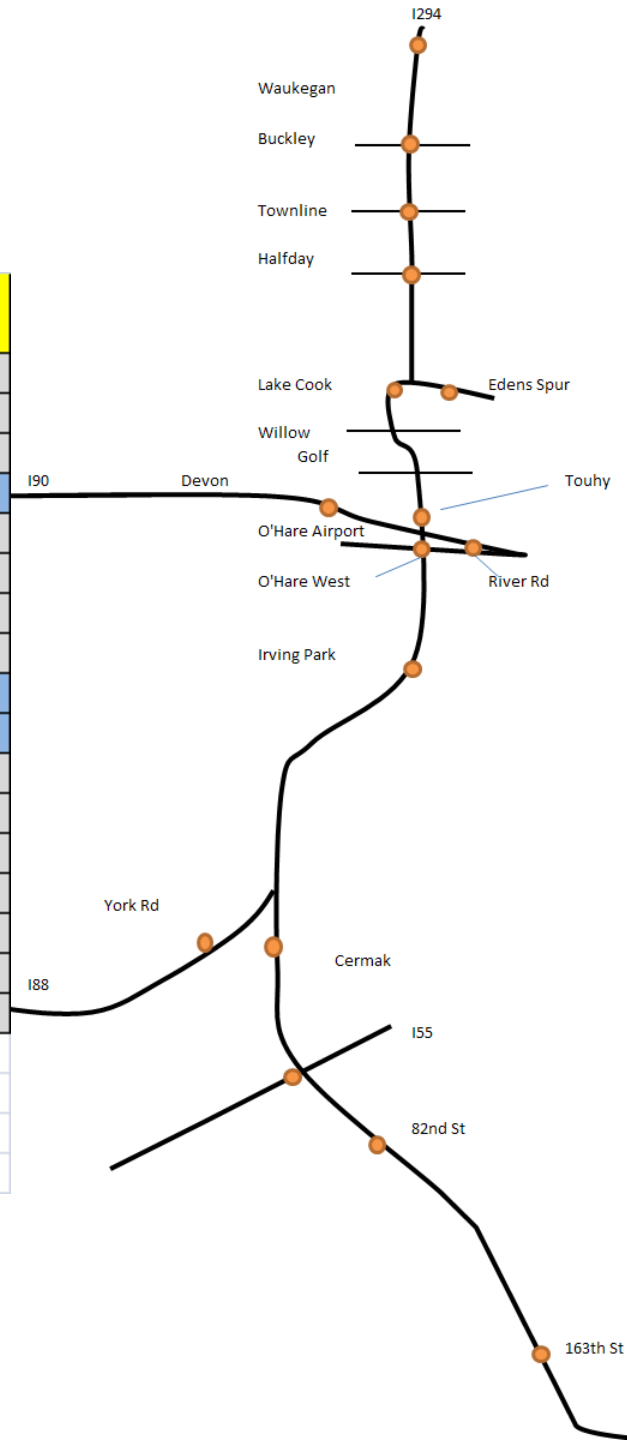 I294
Waukegan
Buckley
Townline
Halfday
Lake Cook
Edens Spur
Willow
Golf
I90
Devon
Touhy
O'Hare Airport
O'Hare West
River Rd
Irving Park
York Rd
Cermak
I88
I55
82nd St
163th St